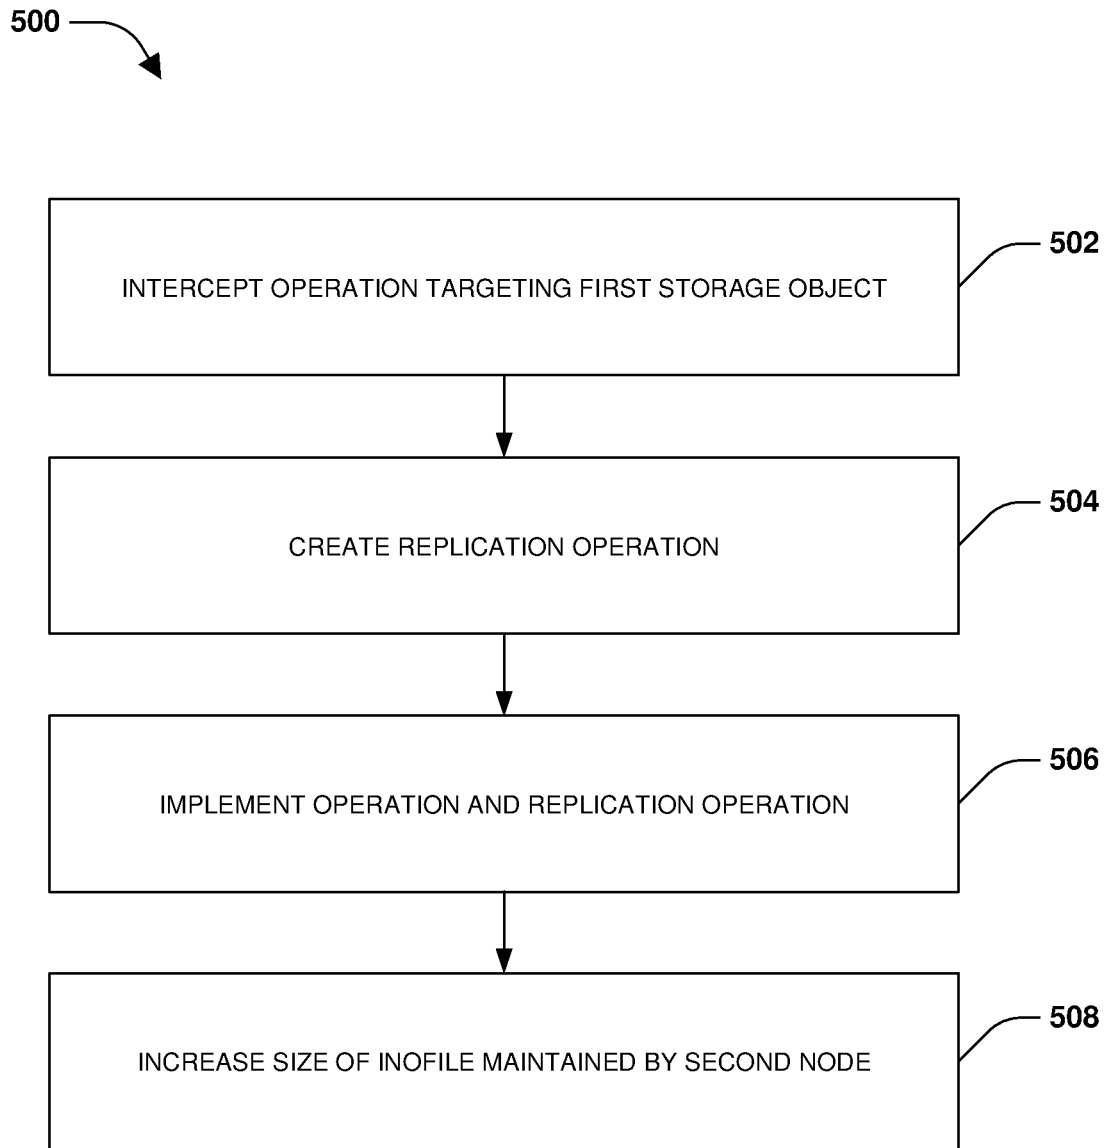 500
502
INTERCEPT OPERATION TARGETING FIRST STORAGE OBJECT
504
CREATE REPLICATION OPERATION
506
IMPLEMENT OPERATION AND REPLICATION OPERATION
508
INCREASE SIZE OF INOFILE MAINTAINED BY SECOND NODE